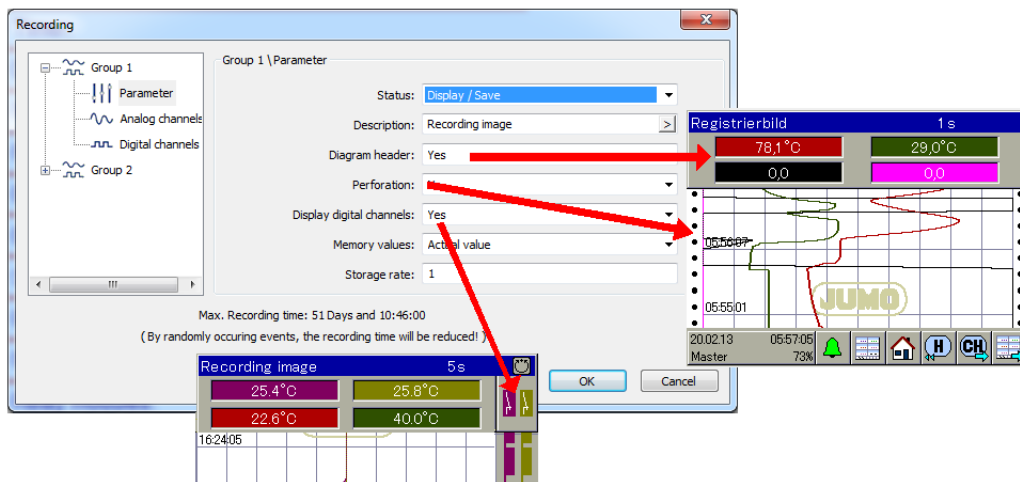 Recording
Group 1
Parameter
Analog channels
Digital channels
Group 2
Group 1 \ Parameter
Status: Display / Save
Description: Recording image >
Diagram header: Yes
Perforation:
Display digital channels: Yes
Memory values: Actual value
Storage rate: 1
Max. Recording time: 51 Days and 10:46:00
( By randomly occuring events, the recording time will be reduced! )
OK
Cancel
Registrierbild 1s
78,1°C 29,0°C
0,0 0,0
05:56:07
JUMO
05:55:01
20.02.13 05:57:05
Master 73%
H
CH
Recording image 5s
25.4°C 25.8°C
22.6°C 40.0°C
16:24:05